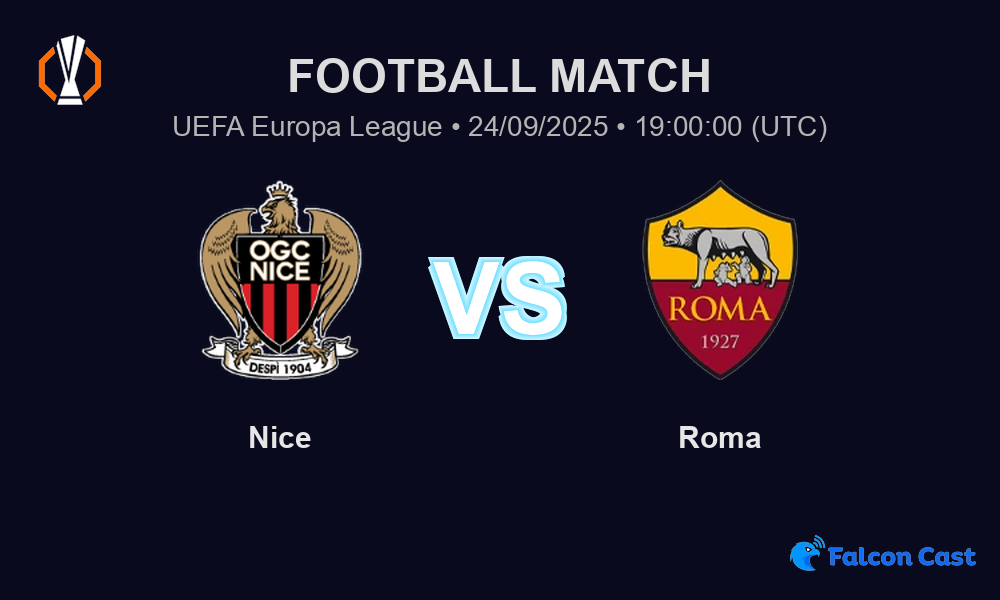 FOOTBALL MATCH
UEFA Europa League • 24/09/2025 • 19:00:00 (UTC)
OGC
NICE
DESPÍ 1904
VS
ROMA
1927
Nice
Roma
Falcon Cast